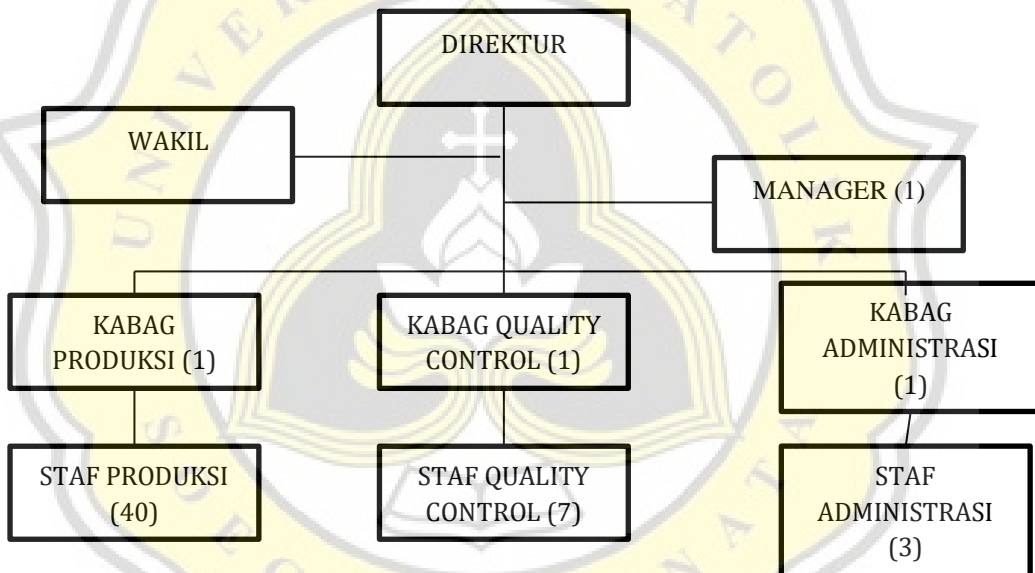 DIREKTUR
WAKIL
MANAGER (1)
KABAG
PRODUKSI (1)
KABAG QUALITY
CONTROL (1)
KABAG
ADMINISTRASI
(1)
STAF PRODUKSI
(40)
STAF QUALITY
CONTROL (7)
STAF
ADMINISTRASI
(3)